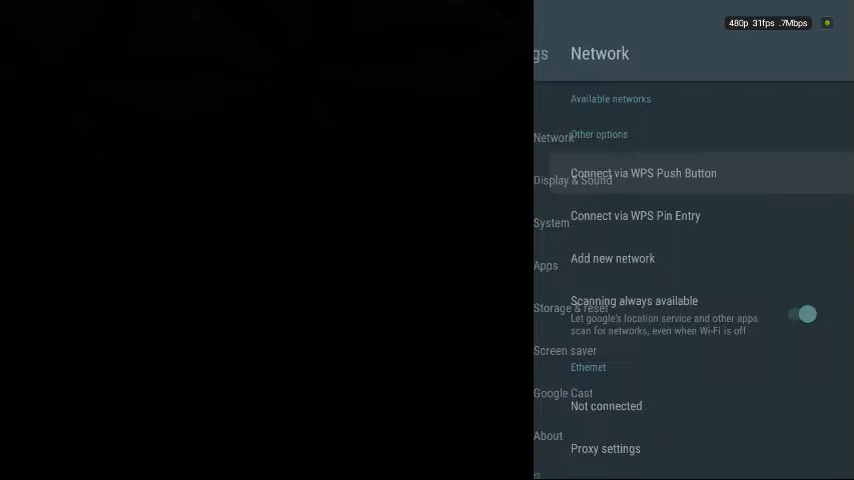 480p 31fps .7Mbps
gs
Network
Available networks
Network
Other options
Connect via WPS Push Button
Display & Sound
Connect via WPS Pin Entry
System
Add new network
Apps
Scanning always available
Storage & reset
Let google's location service and other apps
scan for networks, even when Wi-Fi is off
Screen saver
Ethernet
Google Cast
Not connected
About
Proxy settings
es